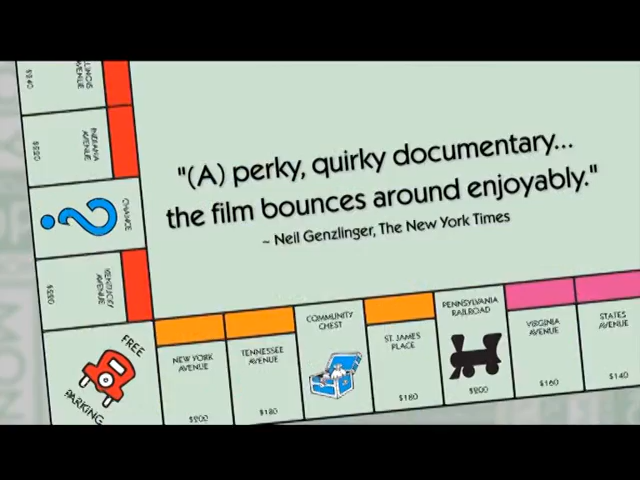 "(A) perky, quirky documentary...
the film bounces around enjoyably."
~ Neil Genzlinger, The New York Times
ILLINOIS
AVENUE
$240
INDIANA
AVENUE
$220
CHANCE
KENTUCKY
AVENUE
$220
FREE
PARKING
NEW YORK
AVENUE
$200
TENNESSEE
AVENUE
$180
COMMUNITY
CHEST
ST. JAMES
PLACE
$180
PENNSYLVANIA
RAILROAD
$200
VIRGINIA
AVENUE
$160
STATES
AVENUE
$140